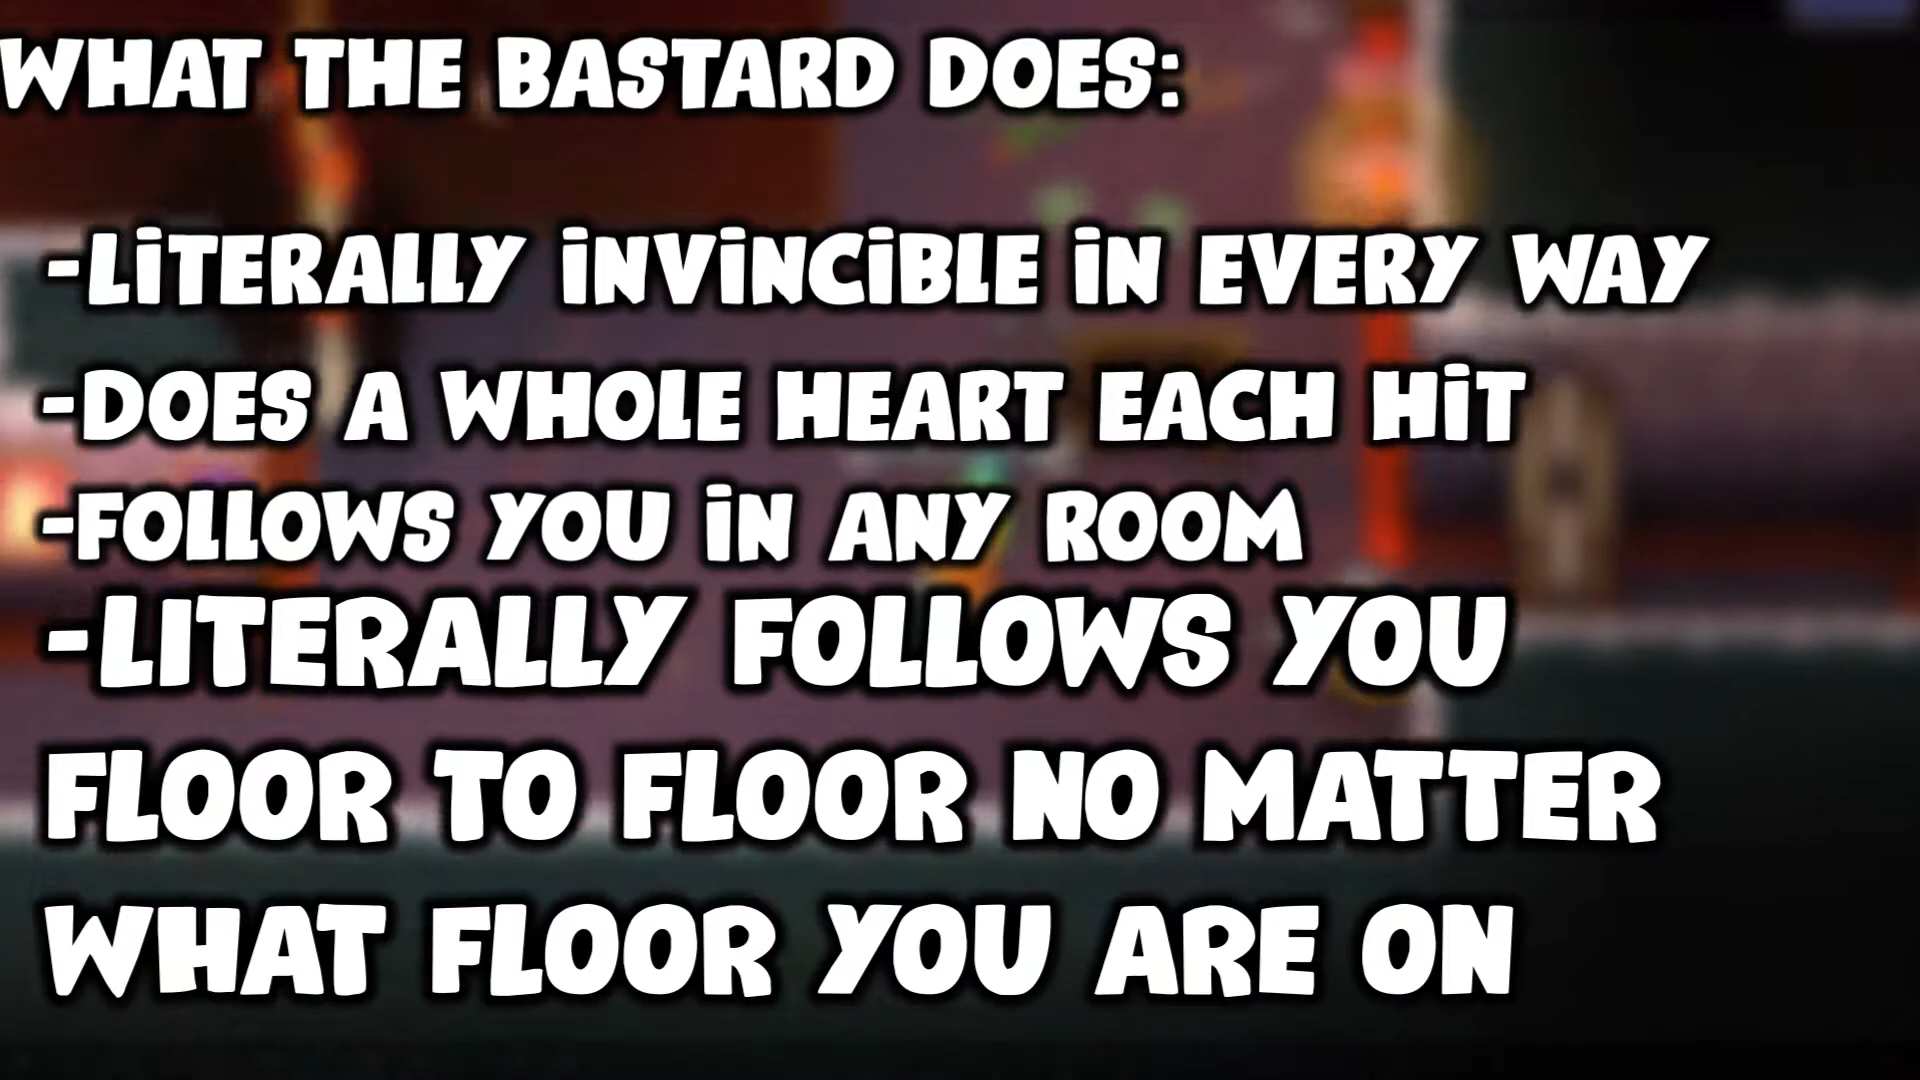 WHAT THE BASTARD DOES:
-LiTERALLY iNViNCiBLE iN EVERY WAY
-DOES A WHOLE HEART EACH HiT
-FOLLOWS YOU iN ANY ROOM
-LITERALLY FOLLOWS YOU
FLOOR TO FLOOR NO MATTER
WHAT FLOOR YOU ARE ON